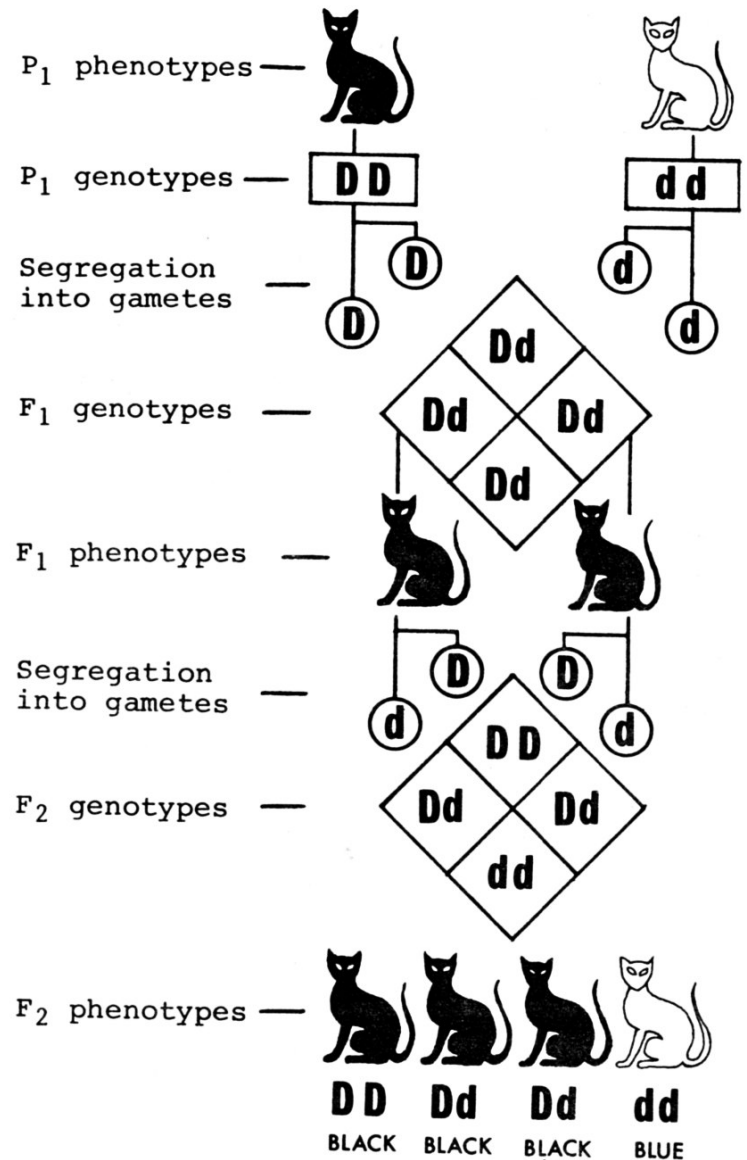 P1 phenotypes
P1 genotypes
DD
dd
Segregation
into gametes
D
d
D
d
Dd
F1 genotypes
Dd
Dd
Dd
F1 phenotypes
Segregation
into gametes
D
D
d
d
DD
F2 genotypes
Dd
Dd
dd
F2 phenotypes
DD Dd Dd dd
BLACK BLACK BLACK BLUE